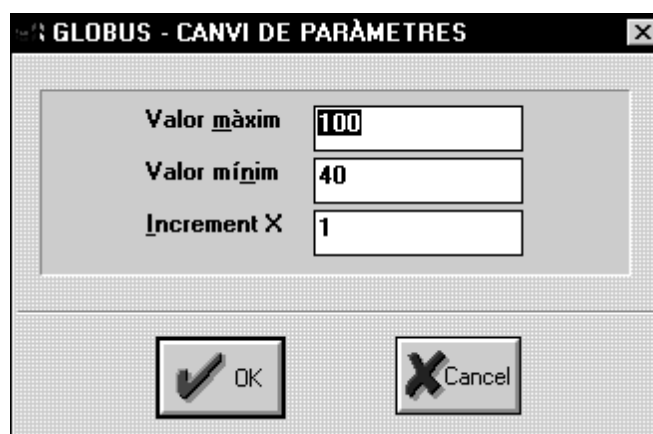 GLOBUS - CANVI DE PARÀMETRES
Valor màxim 100
Valor mínim 40
Increment X 1
OK Cancel